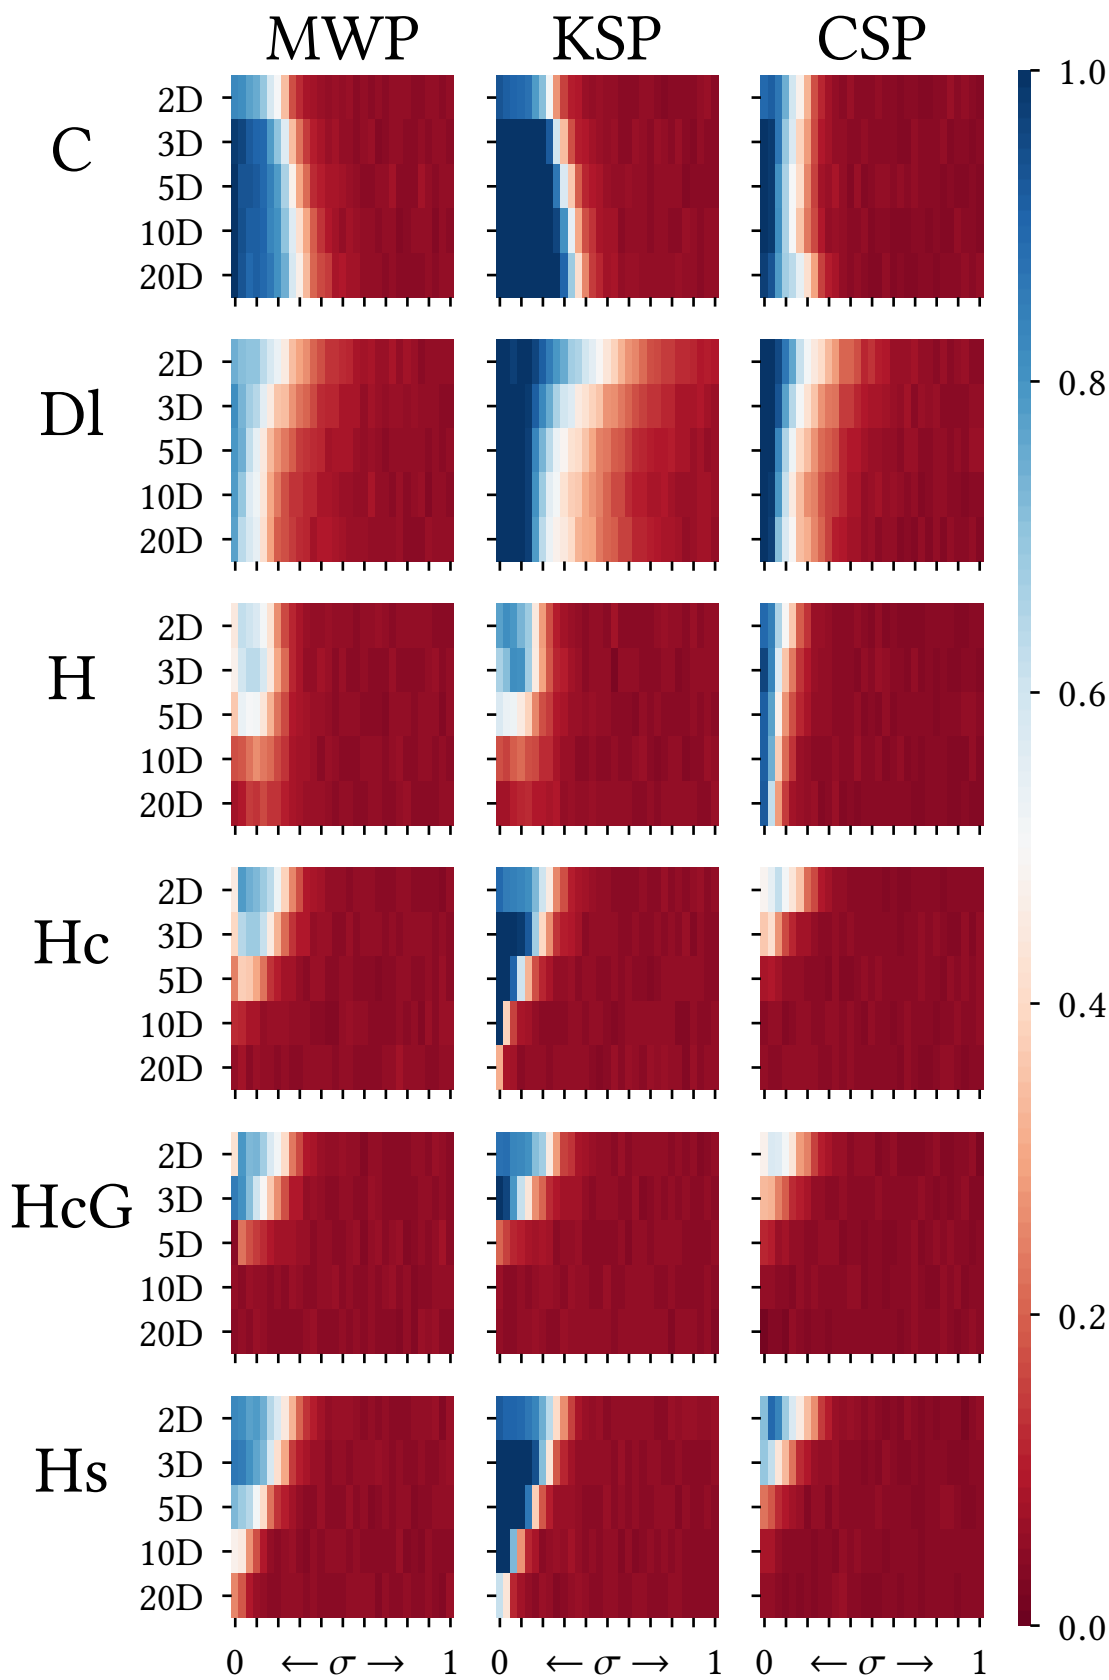 MWP KSP CSP
1.0
C
2D
3D
5D
10D
20D
0.8
Dl
2D
3D
5D
10D
20D
0.6
H
2D
3D
5D
10D
20D
Hc
2D
3D
5D
10D
20D
0.4
HcG
2D
3D
5D
10D
20D
0.2
Hs
2D
3D
5D
10D
20D
0.0
0 ← σ → 1 0 ← σ → 1 0 ← σ → 1